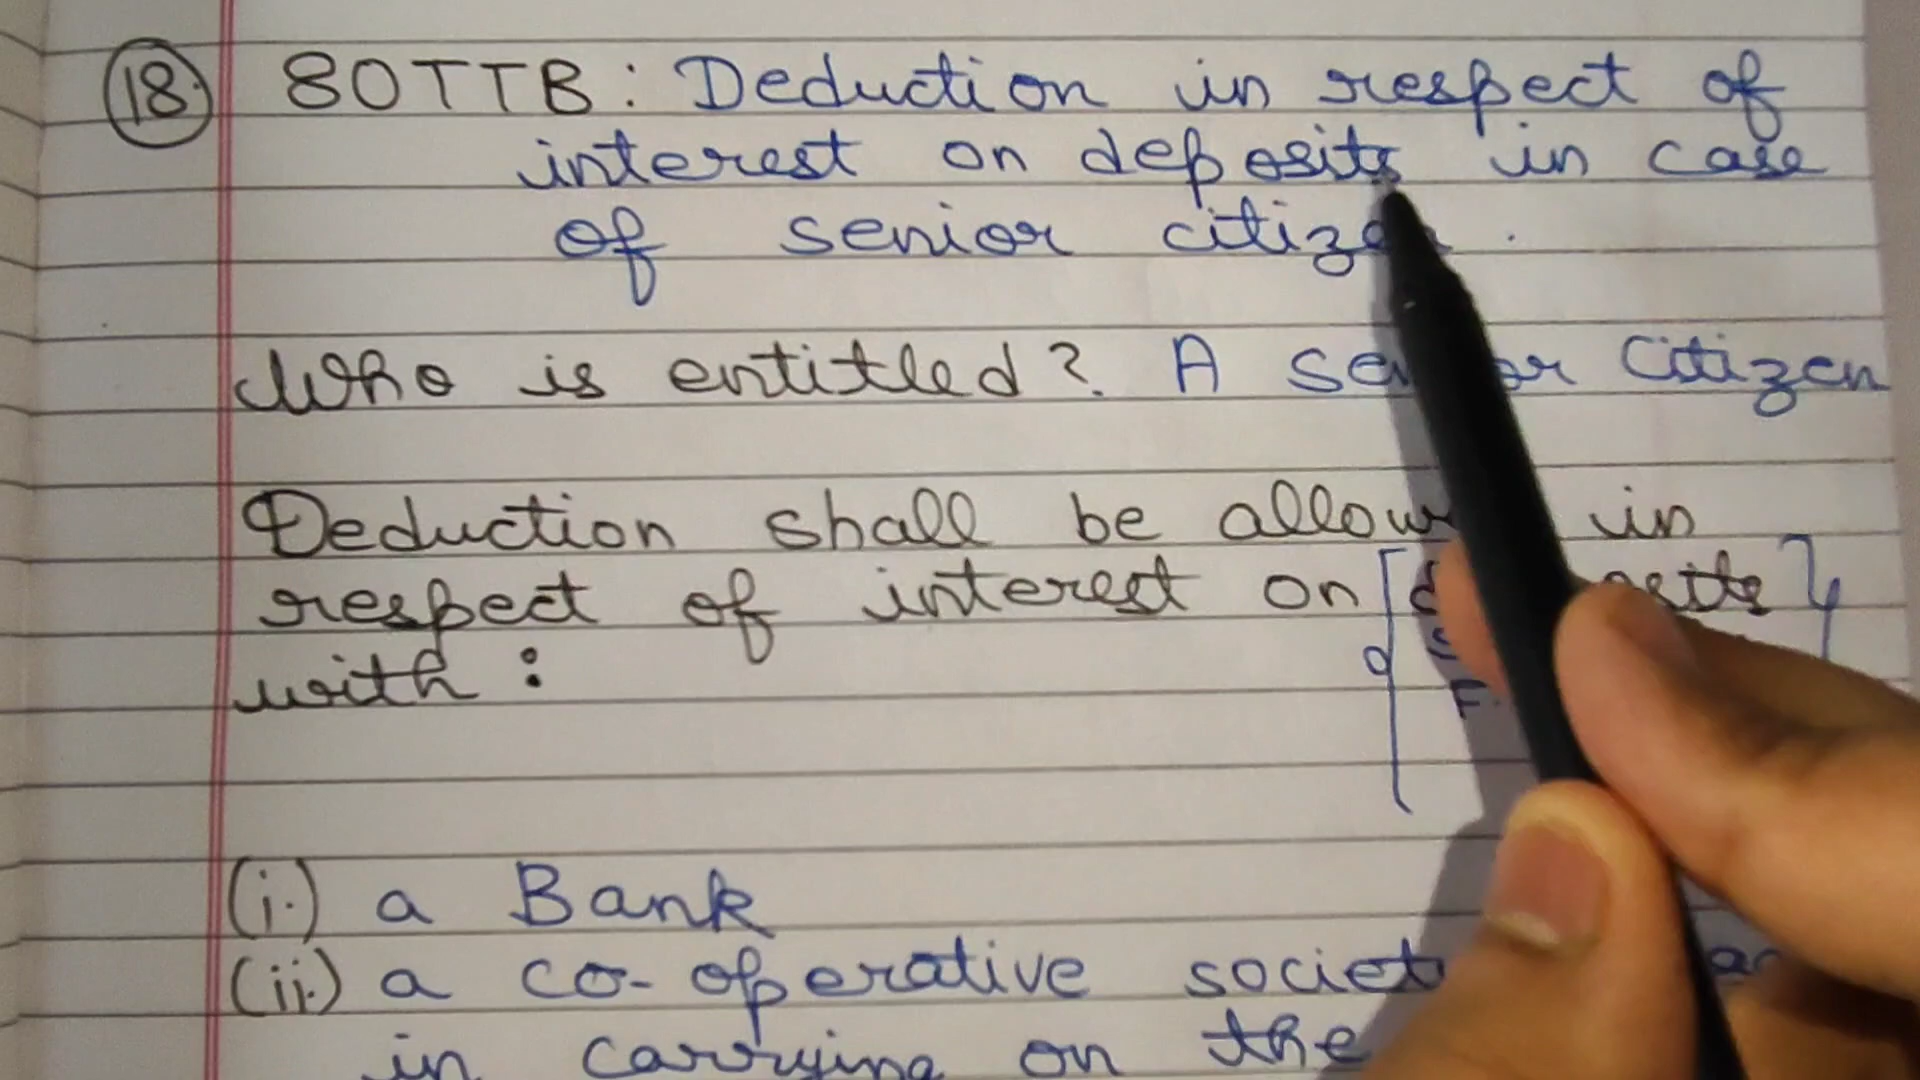 18. 80TTB: Deduction in respect of
interest on deposits in case
of senior citizen.
Who is entitled? A Citizen
Deduction shall be in
respect of interest on
with:
(i.) a Bank
(ii.) a co-operative
in carrying on the